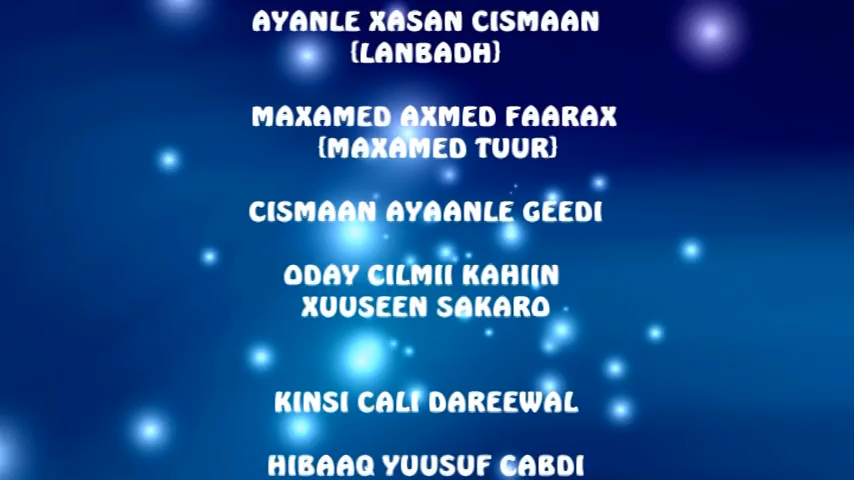 AYANLE XASAN CISMAAN
{LANBADH}
MAXAMED AXMED FAARAX
{MAXAMED TUUR}
CISMAAN AYAANLE GEEDI
ODAY CILMII KAHIIN
XUUSEEN SAKARO
KINSI CALI DAREEWAL
HIBAAQ YUUSUF CABDI